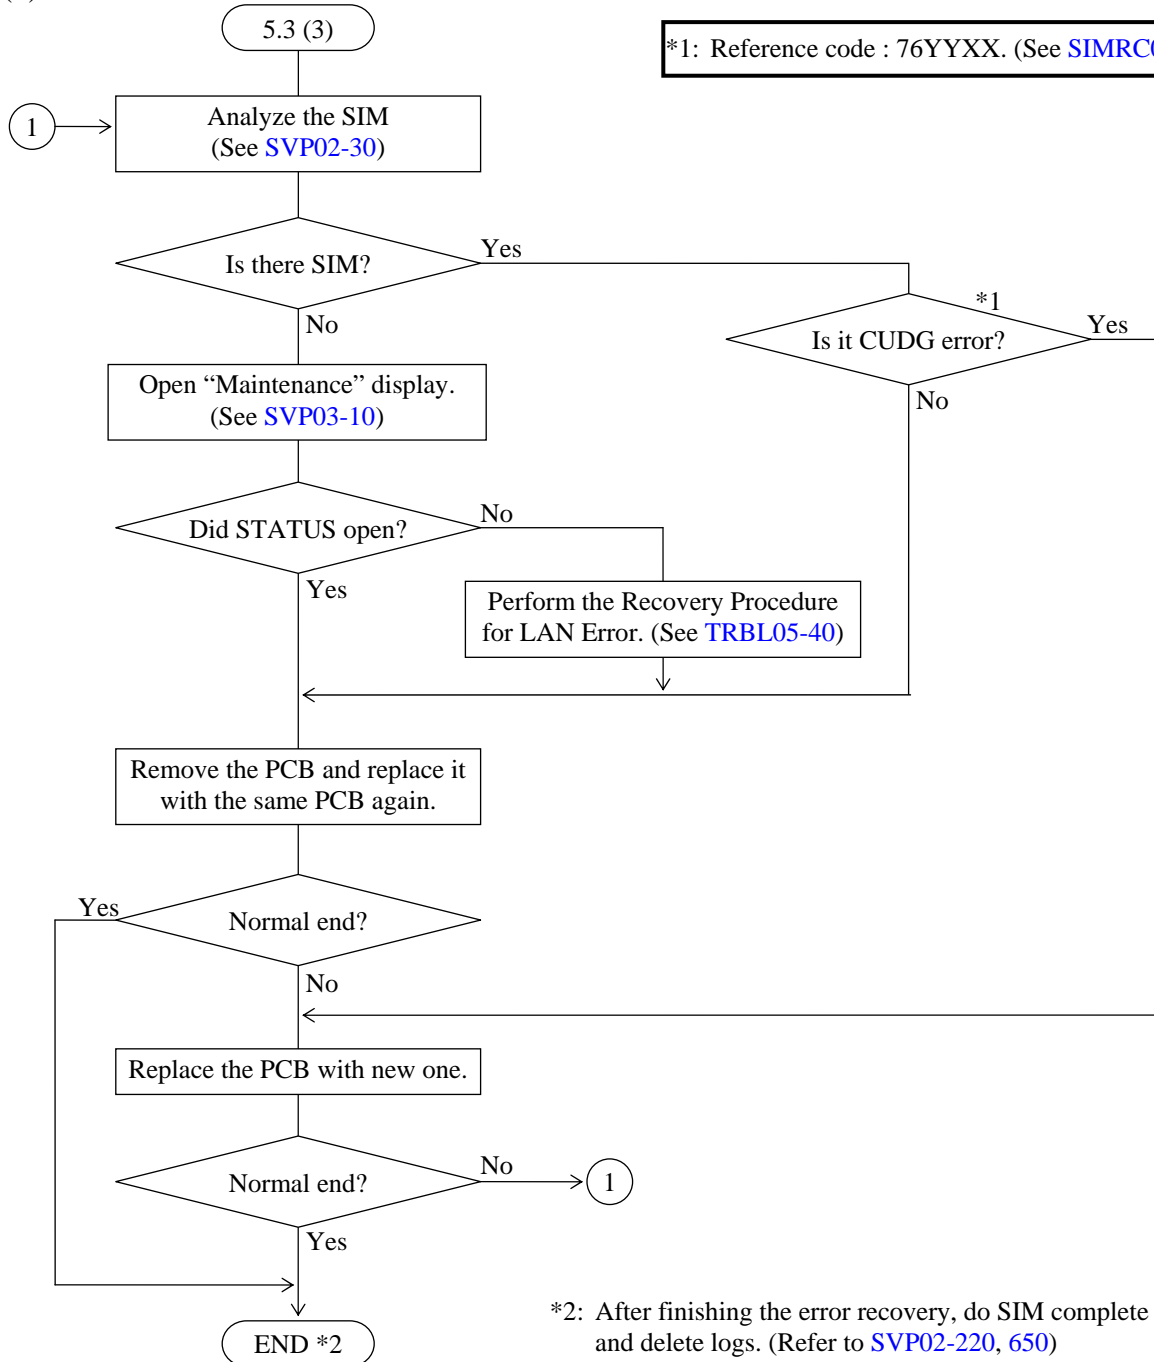 5.3 (3)
*1: Reference code : 76YYXX. (See
1
Analyze the SIM
(See SVP02-30)
Is there SIM?
Yes
No
*1
Is it CUDG error?
Yes
No
Open “Maintenance” display.
(See SVP03-10)
Did STATUS open?
No
Yes
Perform the Recovery Procedure
for LAN Error. (See TRBL05-40)
Remove the PCB and replace it
with the same PCB again.
Yes
Normal end?
No
Replace the PCB with new one.
Normal end?
No
1
Yes
END *2
*2: After finishing the error recovery, do SIM complete
and delete logs. (Refer to SVP02-220, 650)